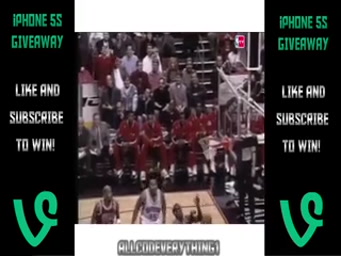 iPHONE 5S
GIVEAWAY
LIKE AND
SUBSCRIBE
TO WIN!
iPHONE 5S
GIVEAWAY
LIKE AND
SUBSCRIBE
TO WIN!
ALLCODEVERYTHING1